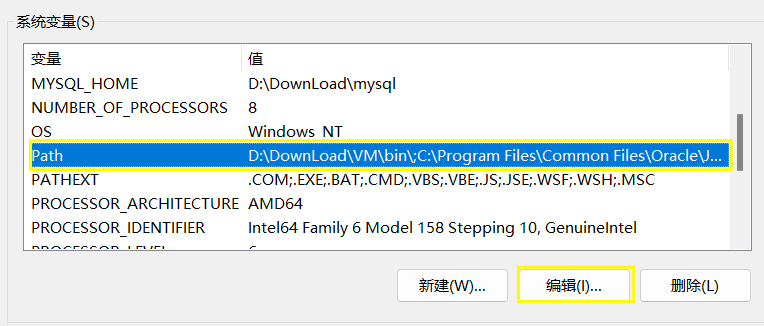 系统变量(S)
变量 值
MYSQL_HOME D:\DownLoad\mysql
NUMBER_OF_PROCESSORS 8
OS Windows_NT
Path D:\DownLoad\VM\bin\;C:\Program Files\Common Files\Oracle\J...
PATHEXT .COM;.EXE;.BAT;.CMD;.VBS;.VBE;.JS;.JSE;.WSF;.WSH;.MSC
PROCESSOR_ARCHITECTURE AMD64
PROCESSOR_IDENTIFIER Intel64 Family 6 Model 158 Stepping 10, GenuineIntel
新建(W)... 编辑(I)... 删除(L)